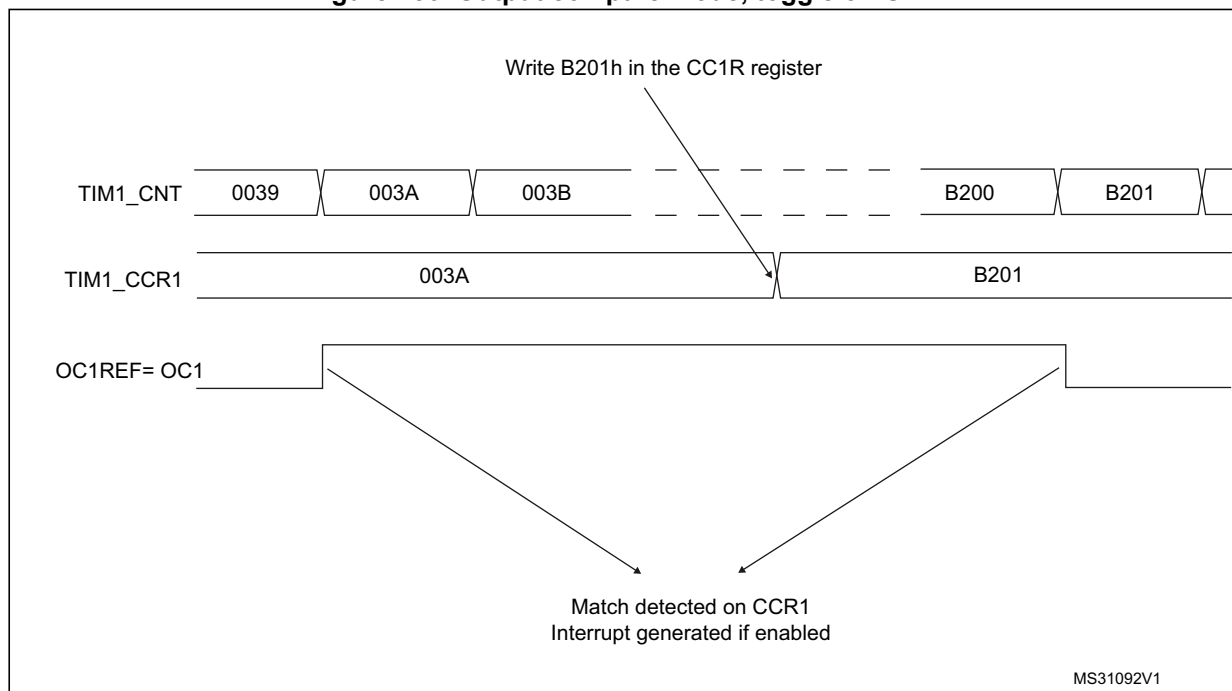 Write B201h in the CC1R register
TIM1_CNT 0039 003A 003B B200 B201
TIM1_CCR1 003A B201
OC1REF= OC1
Match detected on CCR1
Interrupt generated if enabled
MS31092V1